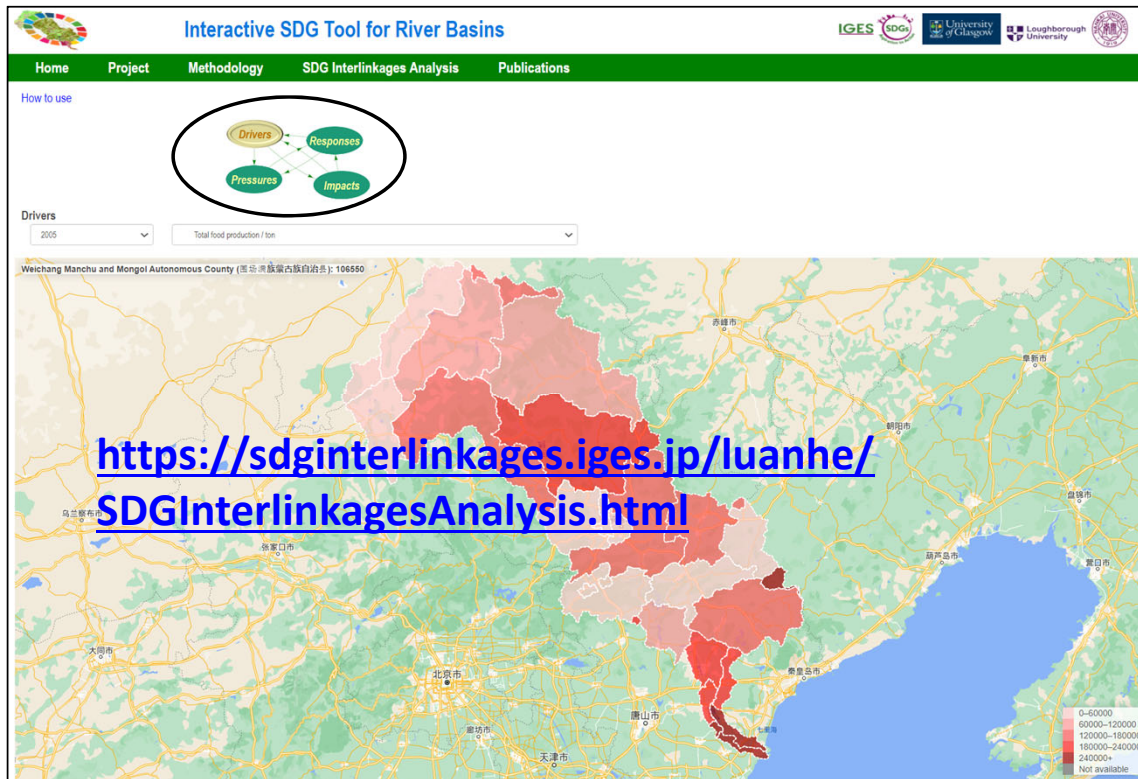 Interactive SDG Tool for River Basins
IGES
SDGs
University of Glasgow
Loughborough University
Home Project Methodology SDG Interlinkages Analysis Publications
How to use
Drivers
Responses
Pressures
Impacts
Drivers
2005
Total food production / ton
Weichang Manchu and Mongol Autonomous County (围场满族蒙古族自治县): 106550
赤峰市
阜新市
朝阳市
https://sdginterlinkages.iges.jp/luanhe/
SDGInterlinkagesAnalysis.html
盘锦市
乌兰察布市
张家口市
葫芦岛市
营口市
大同市
北京市
秦皇岛市
唐山市
七里海
廊坊市
天津市
0–60000
60000–120000
120000–180000
180000–240000
240000+
Not available